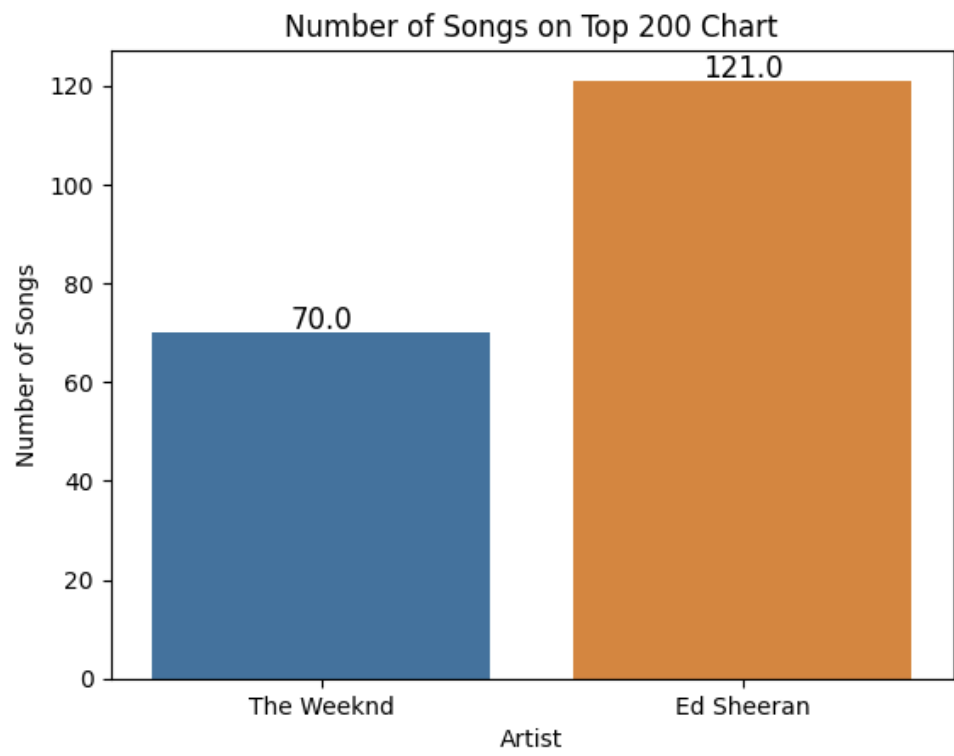 Number of Songs on Top 200 Chart
121.0
120
100
80
70.0
60
40
20
0
Number of Songs
The Weeknd
Ed Sheeran
Artist